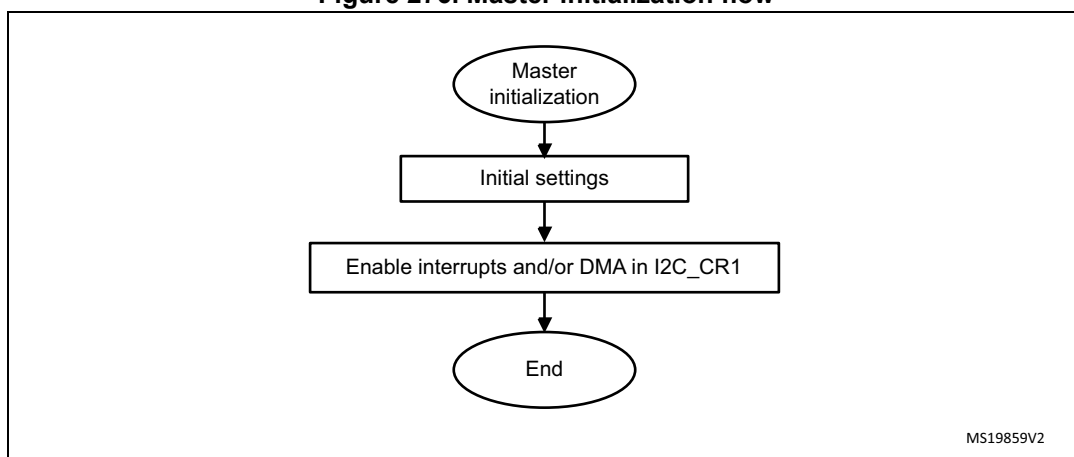 Master
initialization
Initial settings
Enable interrupts and/or DMA in I2C_CR1
End
MS19859V2